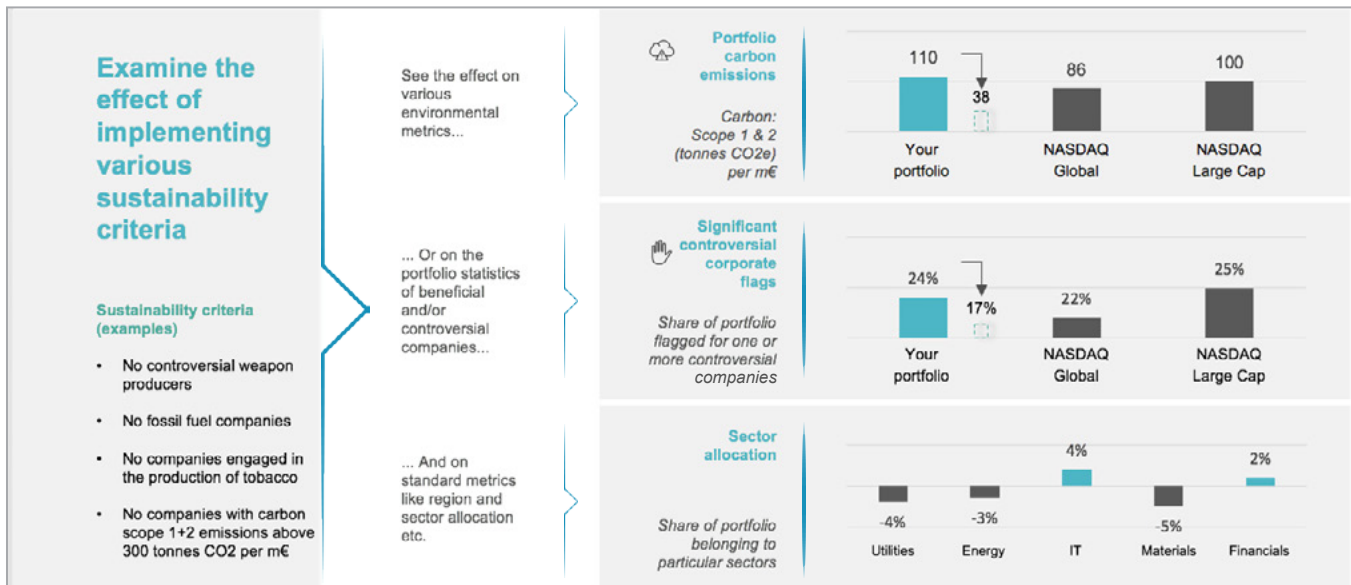 Examine the
effect of
implementing
various
sustainability
criteria
Sustainability criteria
(examples)
• No controversial weapon
producers
• No fossil fuel companies
• No companies engaged in
the production of tobacco
• No companies with carbon
scope 1+2 emissions above
300 tonnes CO2 per m€
See the effect on
various
environmental
metrics...
... Or on the
portfolio statistics
of beneficial
and/or
controversial
companies...
... And on
standard metrics
like region and
sector allocation
etc.
Portfolio
carbon
emissions
Carbon:
Scope 1 & 2
(tonnes CO2e)
per m€
110
38
86
100
Your
portfolio
NASDAQ
Global
NASDAQ
Large Cap
Significant
controversial
corporate
flags
Share of portfolio
flagged for one or
more controversial
companies
24%
17%
22%
25%
Your
portfolio
NASDAQ
Global
NASDAQ
Large Cap
Sector
allocation
Share of portfolio
belonging to
particular sectors
-4%
-3%
4%
-5%
2%
Utilities
Energy
IT
Materials
Financials